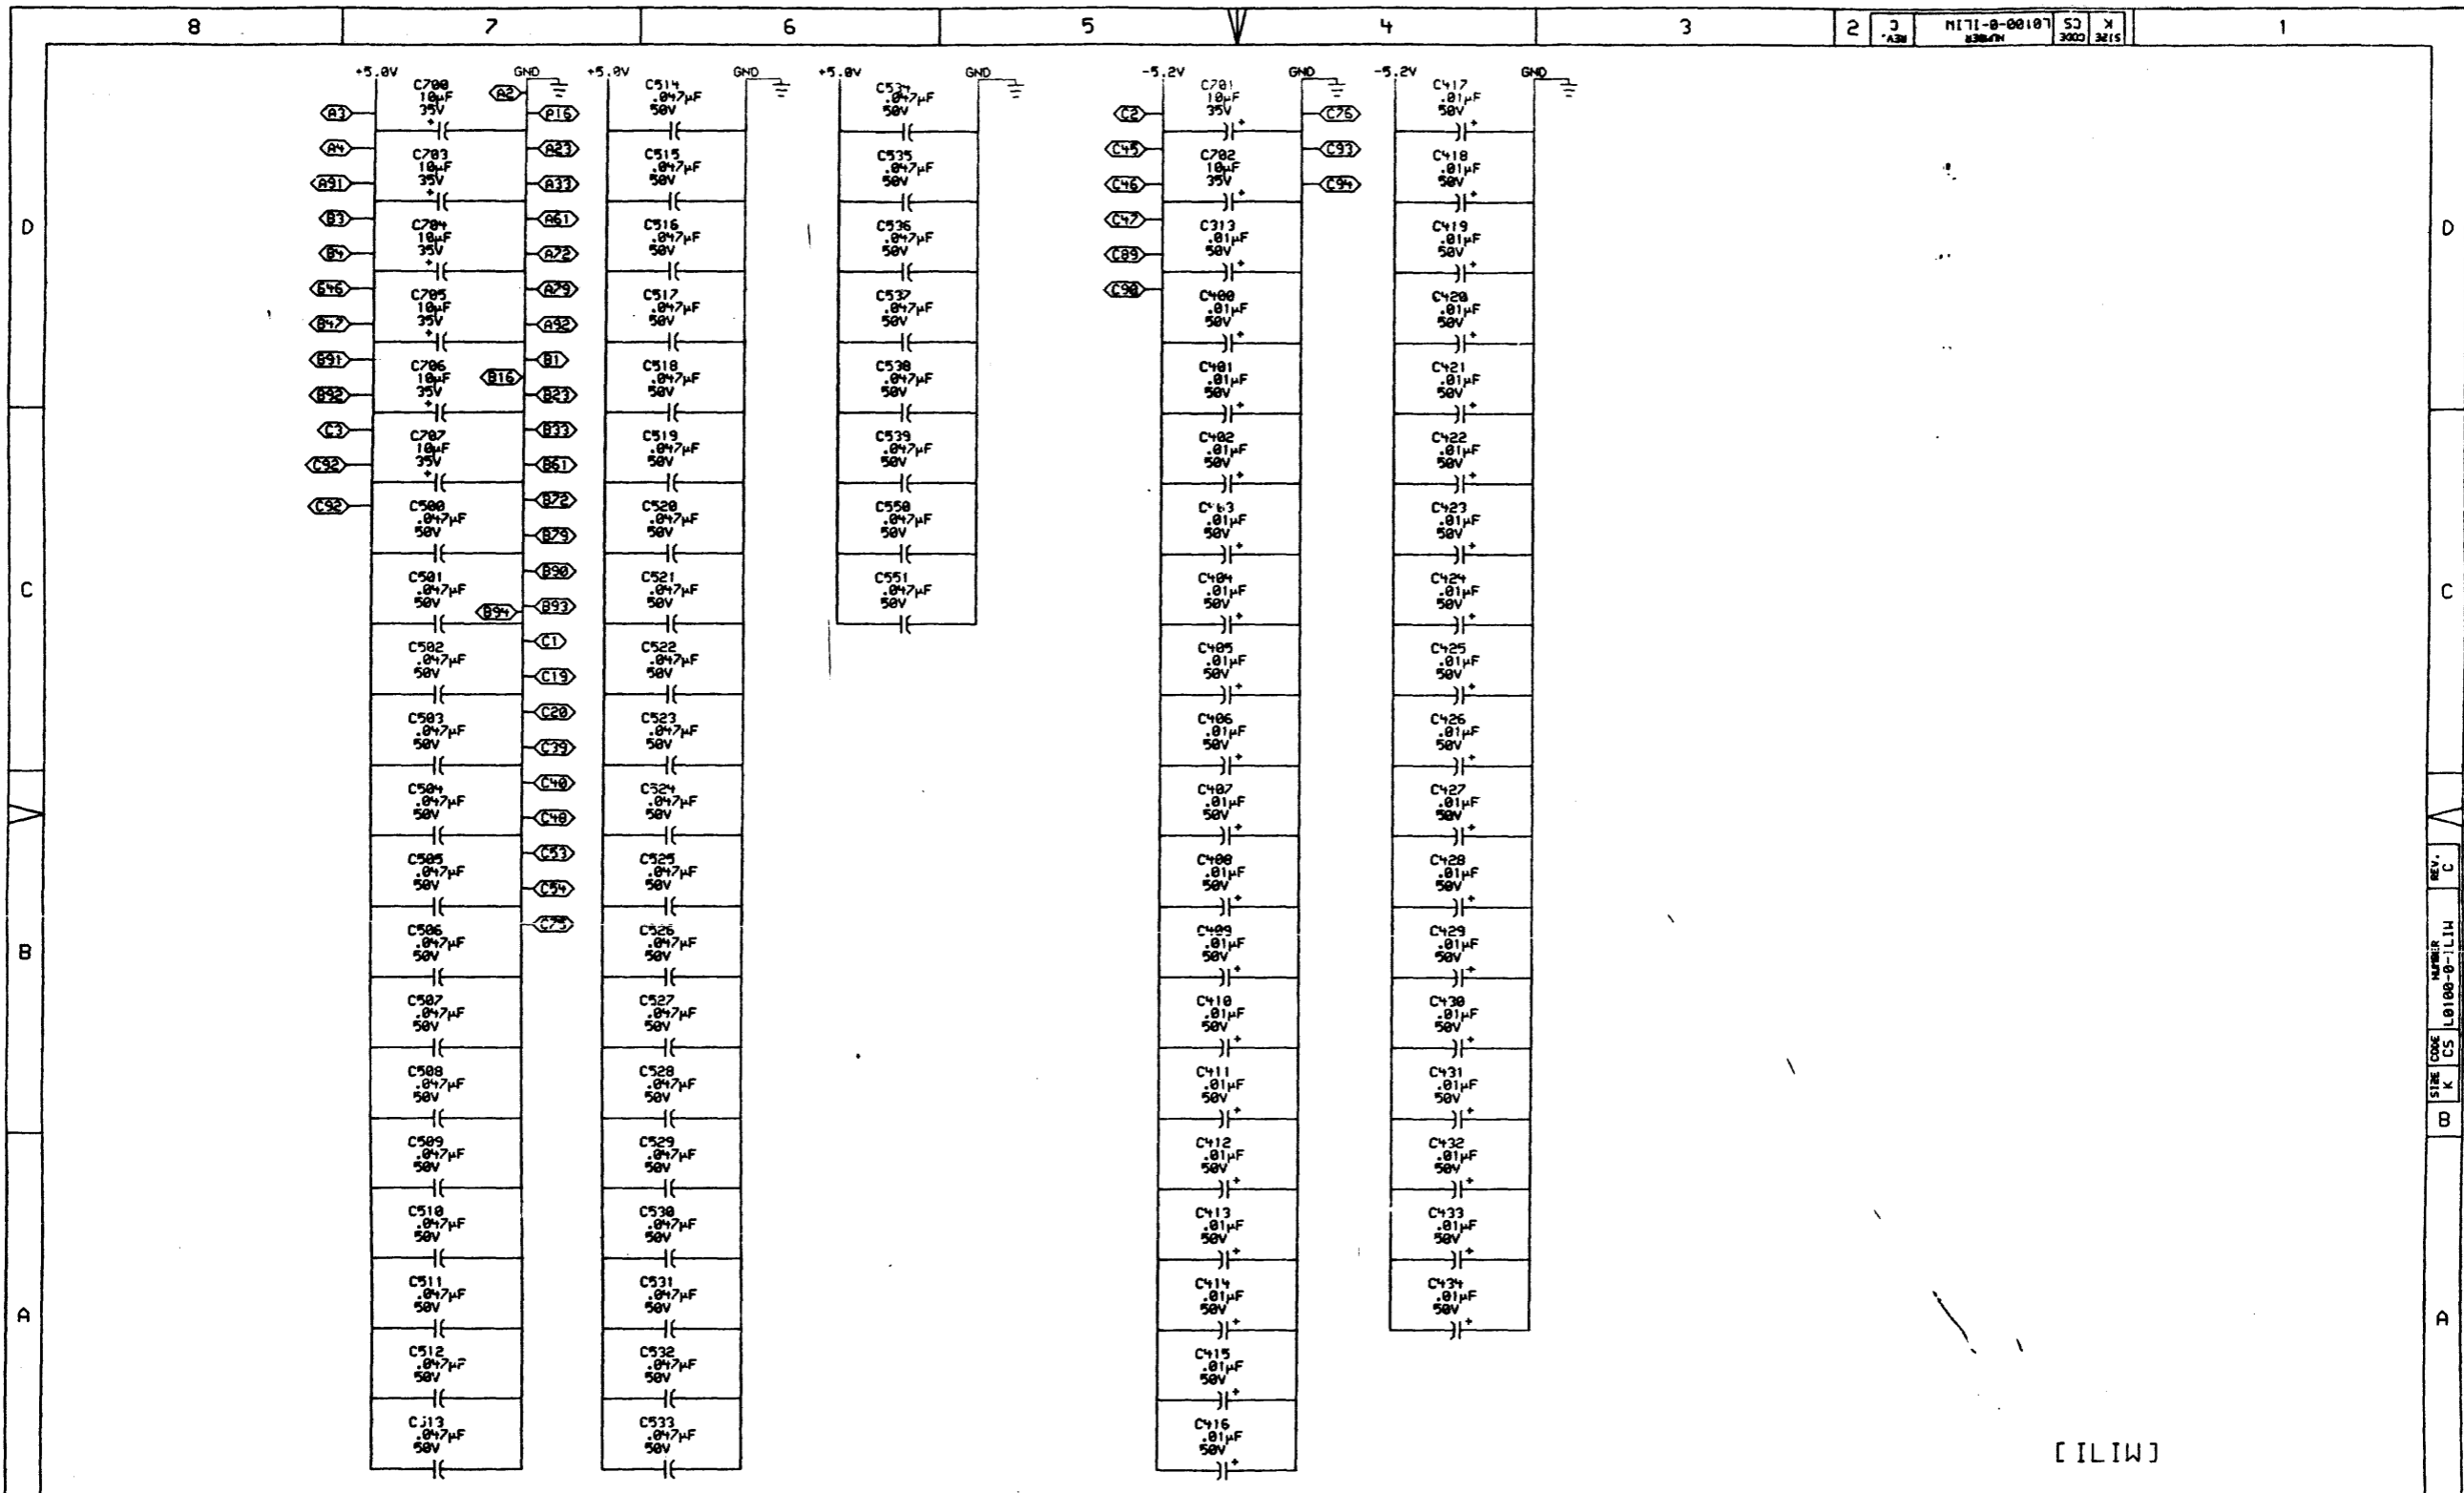 8 7 6 5 4 3 2 1
SIZE CODE NUMBER REV.
K CS L0100-0-ILIW C
D
C
B
A
+5.0V GND
A3
A4
A91
B3
B4
B47
B91
B92
C3
C92
C92
C700
10µF
35V
C703
10µF
35V
C704
10µF
35V
C705
10µF
35V
C706
10µF
35V
C707
10µF
35V
C500
.047µF
50V
C501
.047µF
50V
C502
.047µF
50V
C503
.047µF
50V
C504
.047µF
50V
C505
.047µF
50V
C506
.047µF
50V
C507
.047µF
50V
C508
.047µF
50V
C509
.047µF
50V
C510
.047µF
50V
C511
.047µF
50V
C512
.047µF
50V
.047µF
50V
A2
A23
A33
A61
A72
A79
A92
B1
B16
B23
B33
B61
B72
B79
B90
B93
B94
C1
C19
C20
C39
C40
C48
C53
C54
C75
+5.0V GND
C514
.047µF
50V
C515
.047µF
50V
C516
.047µF
50V
C517
.047µF
50V
C518
.047µF
50V
C519
.047µF
50V
C520
.047µF
50V
C521
.047µF
50V
C522
.047µF
50V
C523
.047µF
50V
C524
.047µF
50V
C525
.047µF
50V
C526
.047µF
50V
C527
.047µF
50V
C528
.047µF
50V
C529
.047µF
50V
C530
.047µF
50V
C531
.047µF
50V
C532
.047µF
50V
C533
.047µF
50V
+5.0V GND
C534
.047µF
50V
C535
.047µF
50V
C536
.047µF
50V
C537
.047µF
50V
C538
.047µF
50V
C539
.047µF
50V
C550
.047µF
50V
C551
.047µF
50V
-5.2V GND
C2
C45
C46
C47
C89
C90
C701
10µF
35V
C702
10µF
35V
C313
.01µF
50V
C400
.01µF
50V
C401
.01µF
50V
C402
.01µF
50V
.01µF
50V
C404
.01µF
50V
C405
.01µF
50V
C406
.01µF
50V
C407
.01µF
50V
C408
.01µF
50V
C409
.01µF
50V
C410
.01µF
50V
C411
.01µF
50V
C412
.01µF
50V
C413
.01µF
50V
C414
.01µF
50V
C415
.01µF
50V
C416
.01µF
50V
C76
C93
C94
-5.2V GND
C417
.01µF
50V
C418
.01µF
50V
C419
.01µF
50V
C420
.01µF
50V
C421
.01µF
50V
C422
.01µF
50V
C423
.01µF
50V
C424
.01µF
50V
C425
.01µF
50V
C426
.01µF
50V
C427
.01µF
50V
C428
.01µF
50V
C429
.01µF
50V
C430
.01µF
50V
C431
.01µF
50V
C432
.01µF
50V
C433
.01µF
50V
C434
.01µF
50V
D
C
SIZE CODE NUMBER REV.
K CS L0100-0-ILIW C
B
A
[ILIW]